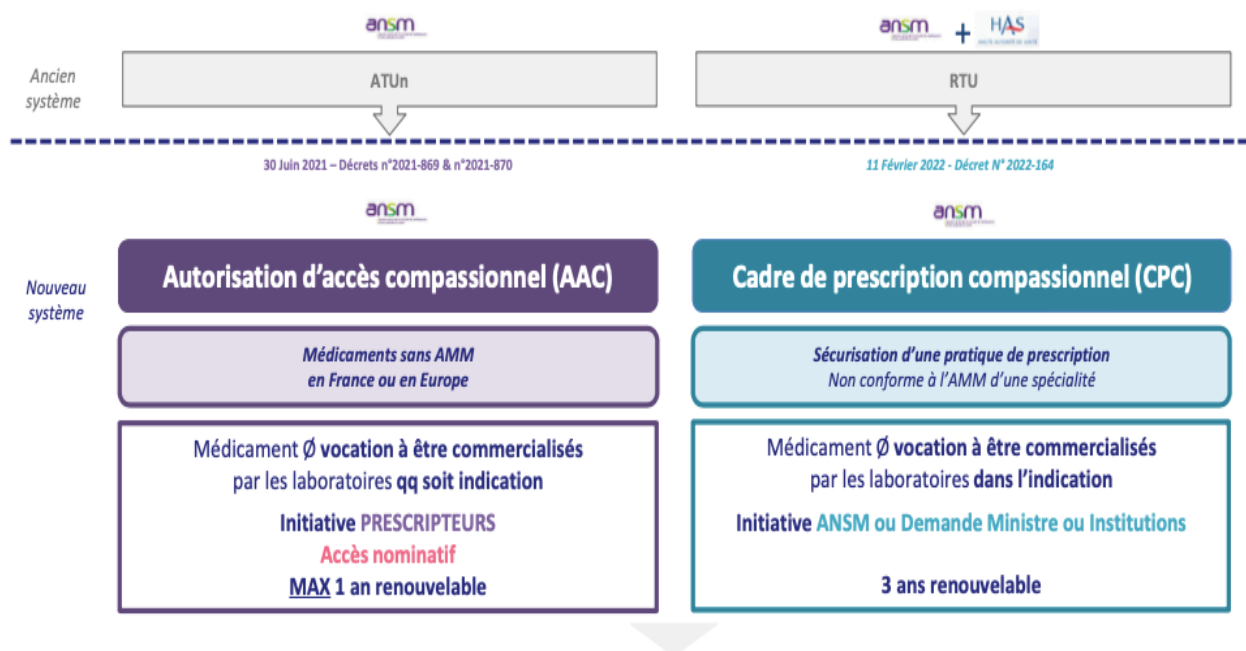 ansm
ansm + HAS
HAUTE AUTORITÉ DE SANTÉ
Ancien
système
ATUn
RTU
30 Juin 2021 – Décrets n°2021-869 & n°2021-870
11 Février 2022 - Décret N° 2022-164
ansm
ansm
Nouveau
système
Autorisation d'accès compassionnel (AAC)
Médicaments sans AMM
en France ou en Europe
Médicament Ø vocation à être commercialisés
par les laboratoires qq soit indication
Initiative PRESCRIPTEURS
Accès nominatif
MAX 1 an renouvelable
Cadre de prescription compassionnel (CPC)
Sécurisation d'une pratique de prescription
Non conforme à l'AMM d'une spécialité
Médicament Ø vocation à être commercialisés
par les laboratoires dans l'indication
Initiative ANSM ou Demande Ministre ou Institutions
3 ans renouvelable